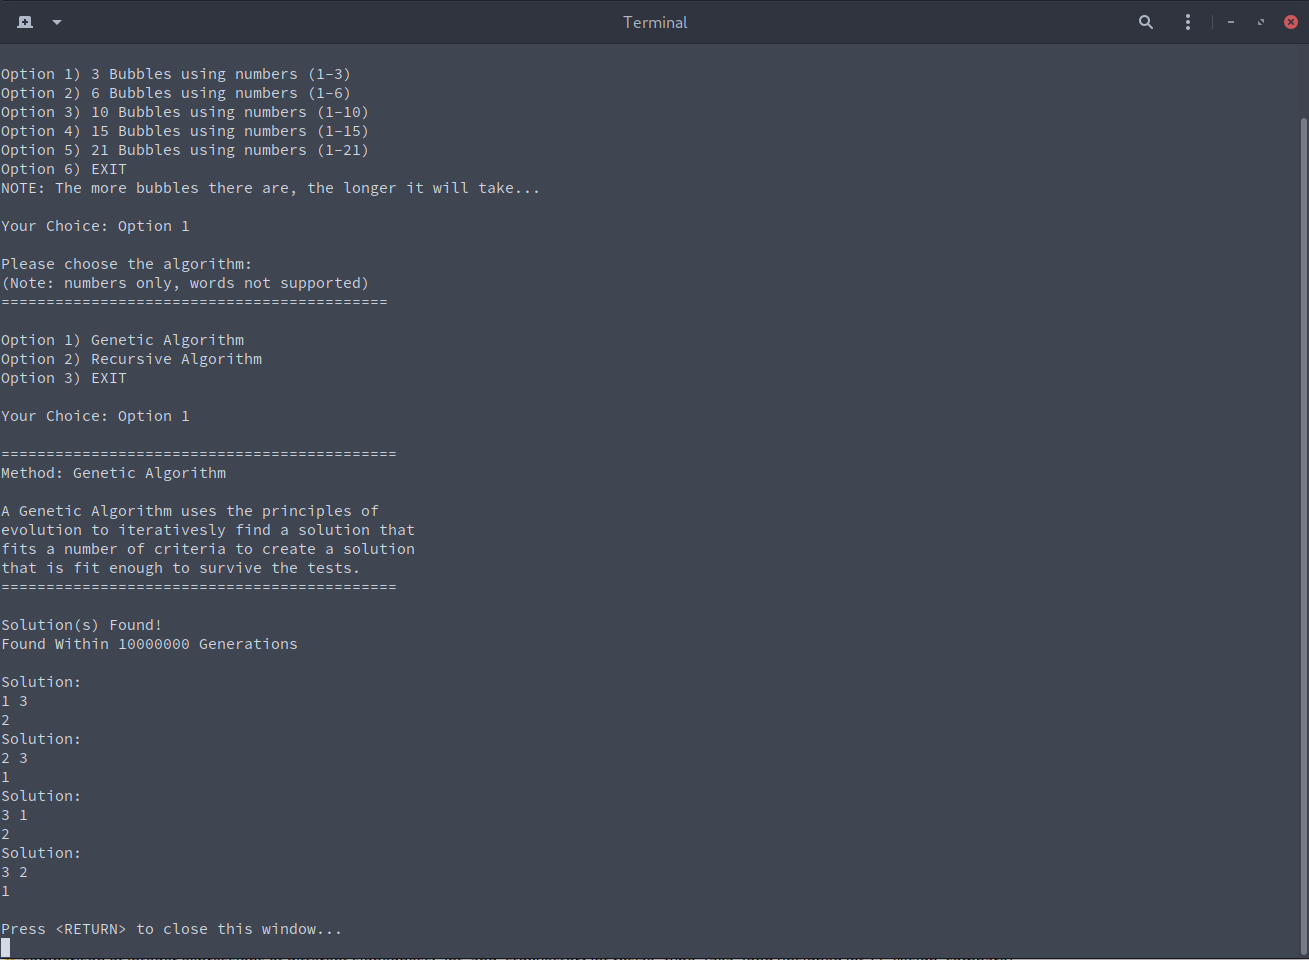 Terminal
Option 1) 3 Bubbles using numbers (1-3)
Option 2) 6 Bubbles using numbers (1-6)
Option 3) 10 Bubbles using numbers (1-10)
Option 4) 15 Bubbles using numbers (1-15)
Option 5) 21 Bubbles using numbers (1-21)
Option 6) EXIT
NOTE: The more bubbles there are, the longer it will take...
Your Choice: Option 1
Please choose the algorithm:
(Note: numbers only, words not supported)
===========================================
Option 1) Genetic Algorithm
Option 2) Recursive Algorithm
Option 3) EXIT
Your Choice: Option 1
============================================
Method: Genetic Algorithm
A Genetic Algorithm uses the principles of
evolution to iterativesly find a solution that
fits a number of criteria to create a solution
that is fit enough to survive the tests.
============================================
Solution(s) Found!
Found Within 10000000 Generations
Solution:
1 3
2
Solution:
2 3
1
Solution:
3 1
2
Solution:
3 2
1
Press <RETURN> to close this window...